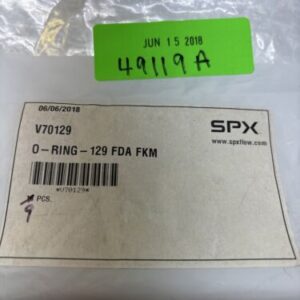 JUN 15 2018
49119A
06/06/2018
V70129
SPX
www.spxflow.com
O-RING-129 FDA FKM
*V70129*
PCS.
9